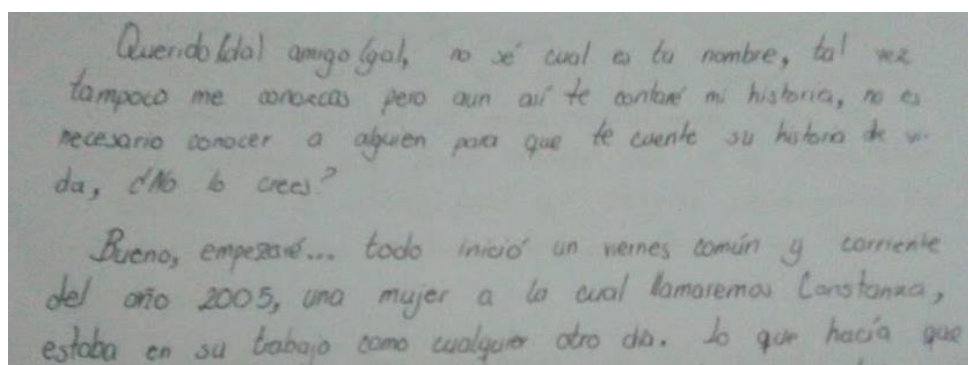 Querido(da) amigo(ga), no sé cual es tu nombre, tal vez
tampoco me conozcas pero aun así te contaré mi historia, no es
necesario conocer a alguien para que te cuente su historia de vi-
da, ¿No lo crees?
Bueno, empezaré... todo inició un viernes común y corriente
del año 2005, una mujer a la cual llamaremos Constanza,
estaba en su trabajo como cualquier otro día. Lo que hacía que